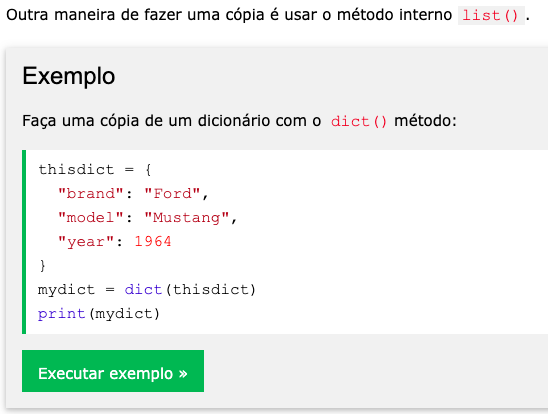 Outra maneira de fazer uma cópia é usar o método interno list().
Exemplo
Faça uma cópia de um dicionário com o dict() método:
thisdict = {
  "brand": "Ford",
  "model": "Mustang",
  "year": 1964
}
mydict = dict(thisdict)
print(mydict)
Executar exemplo »